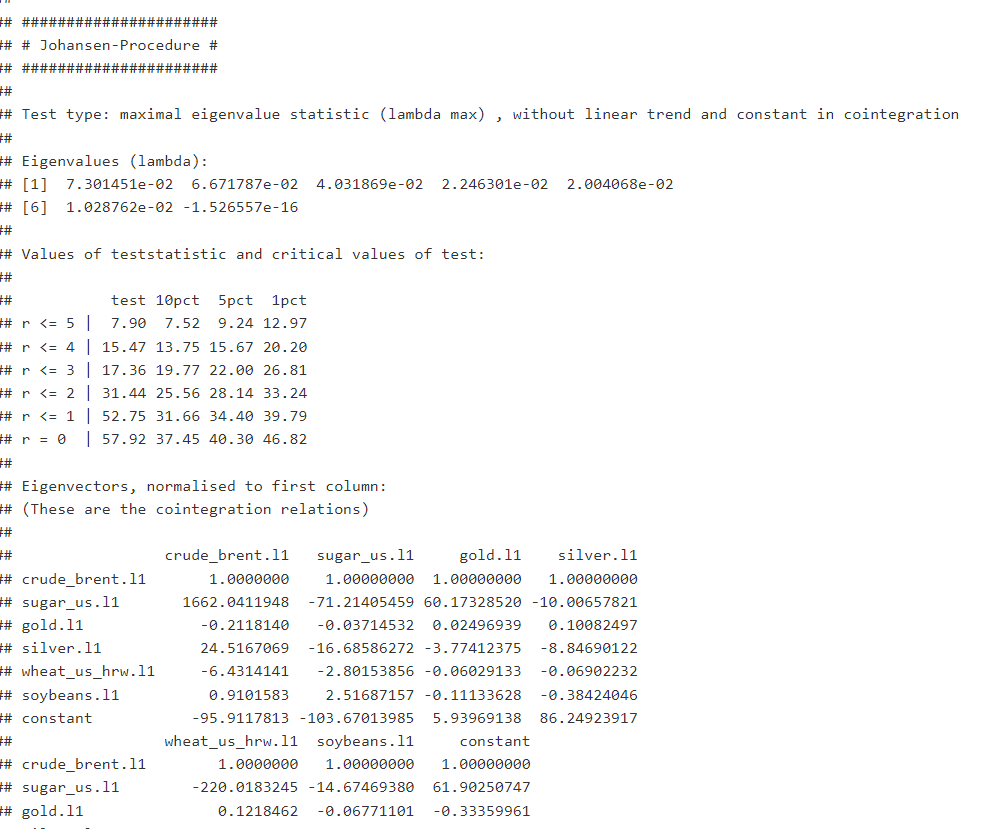 ##
## #######################
## # Johansen-Procedure #
## #######################
##
## Test type: maximal eigenvalue statistic (lambda max) , without linear trend and constant in cointegration
##
## Eigenvalues (lambda):
## [1]  7.301451e-02  6.671787e-02  4.031869e-02  2.246301e-02  2.004068e-02
## [6]  1.028762e-02 -1.526557e-16
##
## Values of teststatistic and critical values of test:
##
##           test 10pct  5pct  1pct
## r <= 5 |  7.90  7.52  9.24 12.97
## r <= 4 | 15.47 13.75 15.67 20.20
## r <= 3 | 17.36 19.77 22.00 26.81
## r <= 2 | 31.44 25.56 28.14 33.24
## r <= 1 | 52.75 31.66 34.40 39.79
## r = 0  | 57.92 37.45 40.30 46.82
##
## Eigenvectors, normalised to first column:
## (These are the cointegration relations)
##
##                 crude_brent.l1   sugar_us.l1     gold.l1    silver.l1
## crude_brent.l1       1.0000000    1.00000000  1.00000000   1.00000000
## sugar_us.l1       1662.0411948  -71.21405459 60.17328520 -10.00657821
## gold.l1             -0.2118140   -0.03714532  0.02496939   0.10082497
## silver.l1           24.5167069  -16.68586272 -3.77412375  -8.84690122
## wheat_us_hrw.l1     -6.4314141   -2.80153856 -0.06029133  -0.06902232
## soybeans.l1          0.9101583    2.51687157 -0.11133628  -0.38424046
## constant           -95.9117813 -103.67013985  5.93969138  86.24923917
##                 wheat_us_hrw.l1  soybeans.l1     constant
## crude_brent.l1        1.0000000   1.00000000   1.00000000
## sugar_us.l1        -220.0183245 -14.67469380  61.90250747
## gold.l1               0.1218462  -0.06771101  -0.33359961